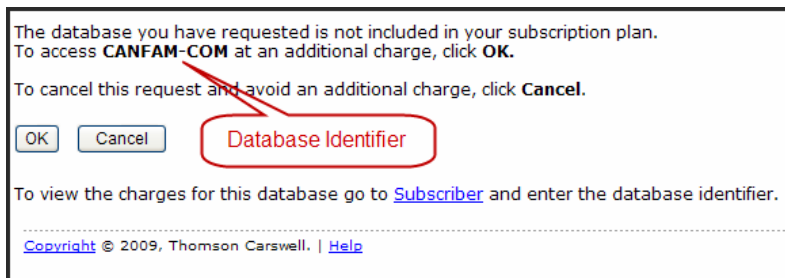 The database you have requested is not included in your subscription plan.
To access CANFAM-COM at an additional charge, click OK.
To cancel this request and avoid an additional charge, click Cancel.
OK Cancel
Database Identifier
To view the charges for this database go to Subscriber and enter the database identifier.
Copyright © 2009, Thomson Carswell. | Help